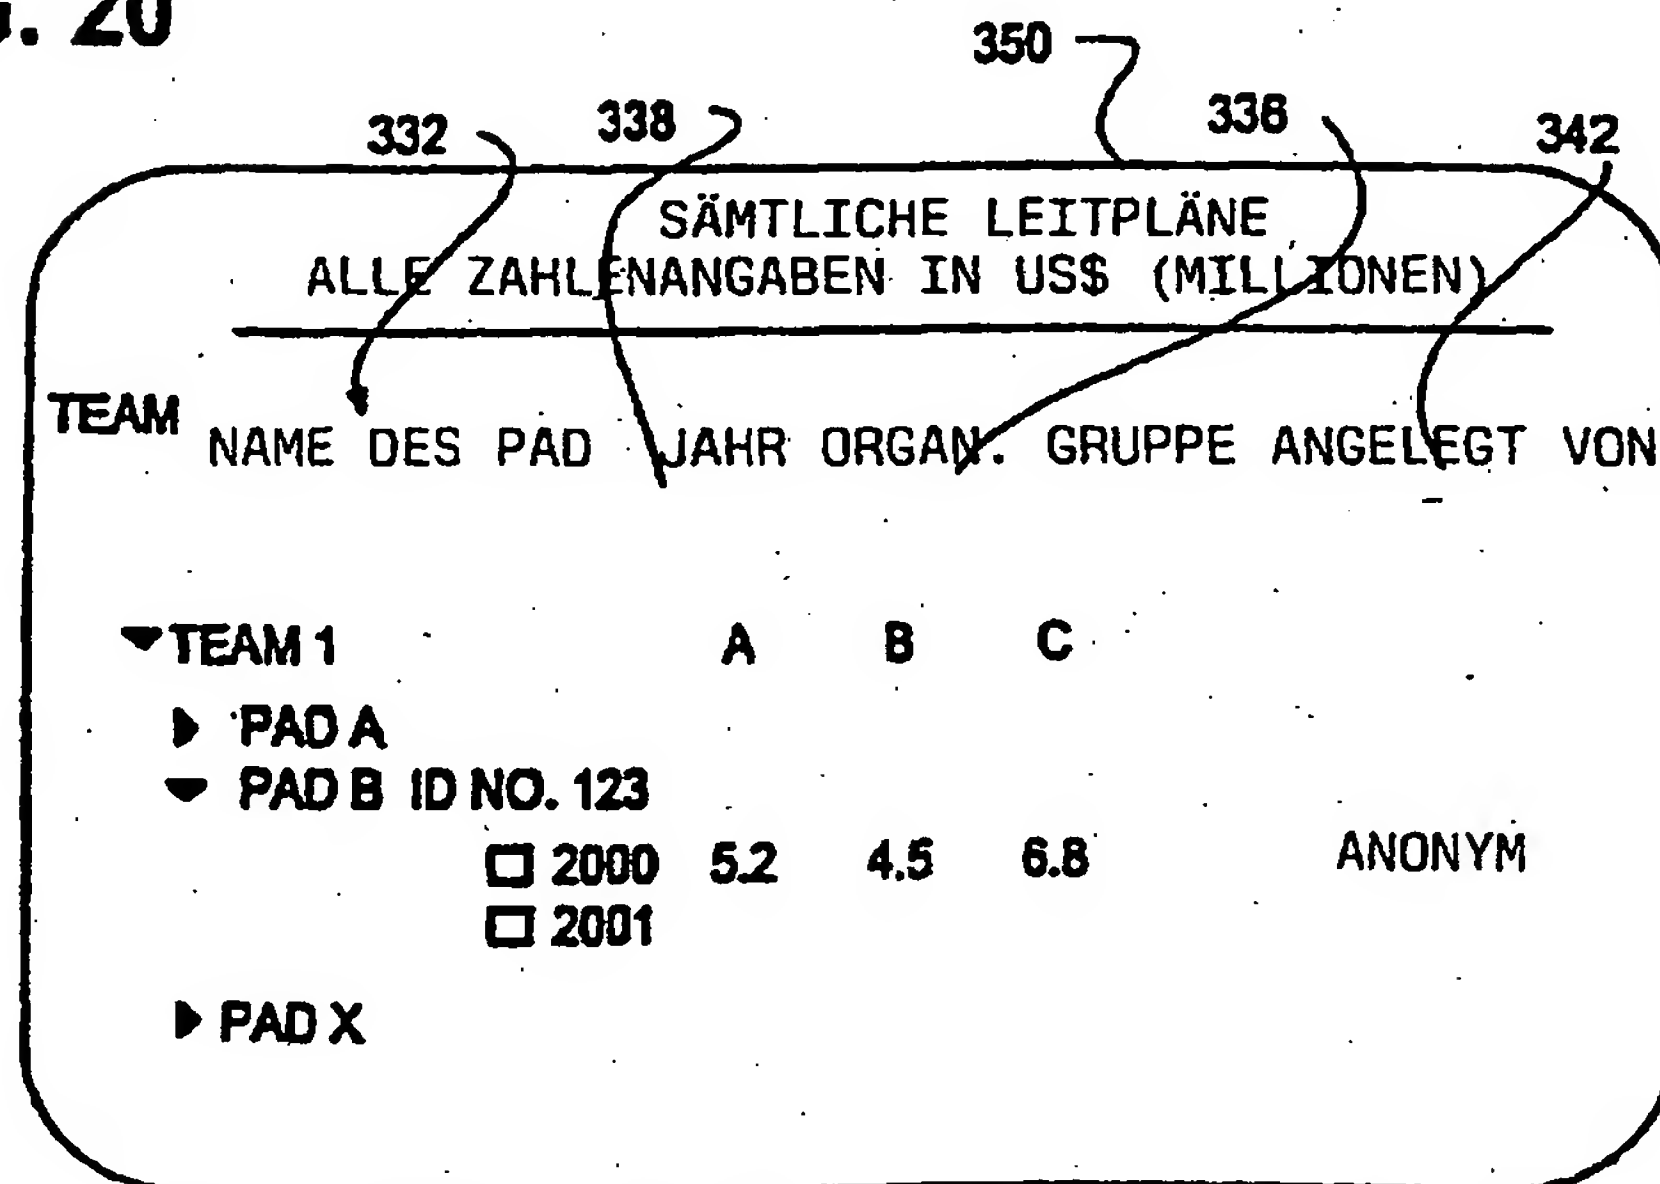 . 20
350
332 338 336 342
SÄMTLICHE LEITPLÄNE
ALLE ZAHLENANGABEN IN US$ (MILLIONEN)
TEAM
NAME DES PAD JAHR ORGAN. GRUPPE ANGELEGT VON
TEAM 1 A B C
PAD A
PAD B ID NO. 123
2000 5.2 4.5 6.8 ANONYM
2001
PAD X